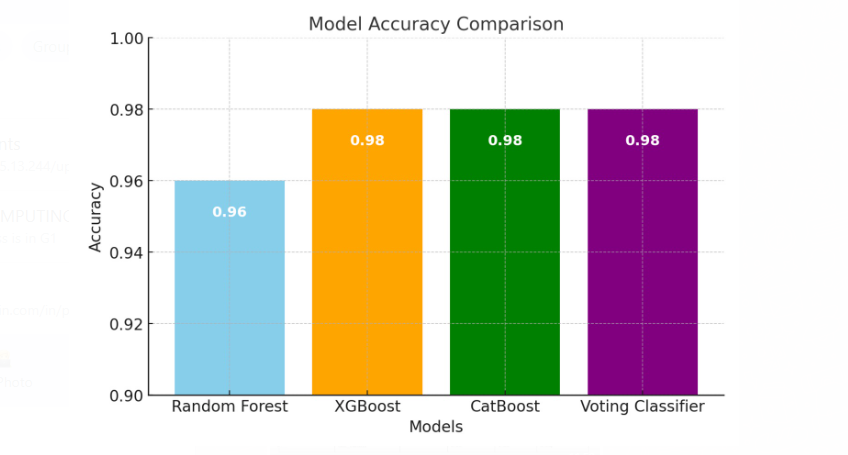 Model Accuracy Comparison
1.00
0.98
0.96
0.94
0.92
0.90
Accuracy
0.96
0.98
0.98
0.98
Random Forest
XGBoost
CatBoost
Voting Classifier
Models